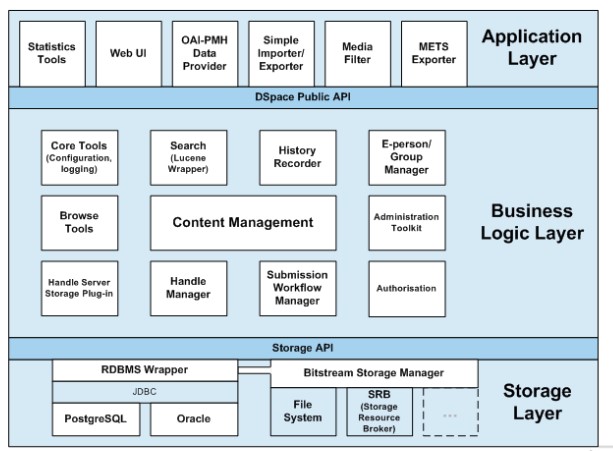 Statistics
Tools
Web UI
OAI-PMH
Data
Provider
Simple
Importer/
Exporter
Media
Filter
METS
Exporter
Application
Layer
DSpace Public API
Core Tools
(Configuration,
logging)
Search
(Lucene
Wrapper)
History
Recorder
E-person/
Group
Manager
Browse
Tools
Content Management
Administration
Toolkit
Business
Logic Layer
Handle Server
Storage Plug-in
Handle
Manager
Submission
Workflow
Manager
Authorisation
Storage API
RDBMS Wrapper
Bitstream Storage Manager
JDBC
PostgreSQL
Oracle
File
System
SRB
(Storage
Resource
Broker)
...
Storage
Layer